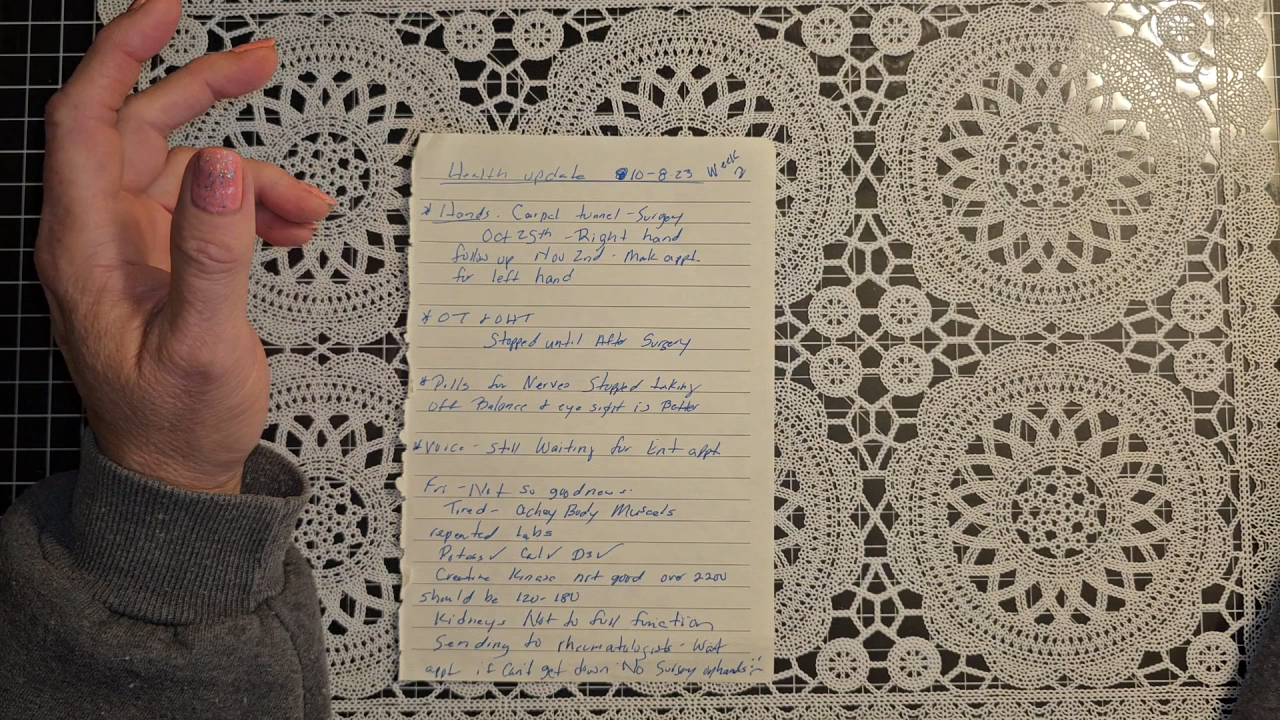 Health update 10-8-23 Week 2
* Hands. Carpal tunnel - Surgery
Oct 25th - Right hand
follow up Nov 2nd - Make appt.
for left hand
* OT &
Stopped until After Surgery
* Pills for Nerves Stopped taking
off Balance & eye sight is Better
* Voice - still Waiting for Ent appt
Fri - Not so good news.
Tired - achey Body Muscels
repeated labs
Potass ✓ Cal ✓ D3 ✓
Creatine Kinase not good over 2200
should be 120-180
Kidneys Not to full function
Sending to rheumatologists - Wait
appt if Can't get down No Surgery on hands :-